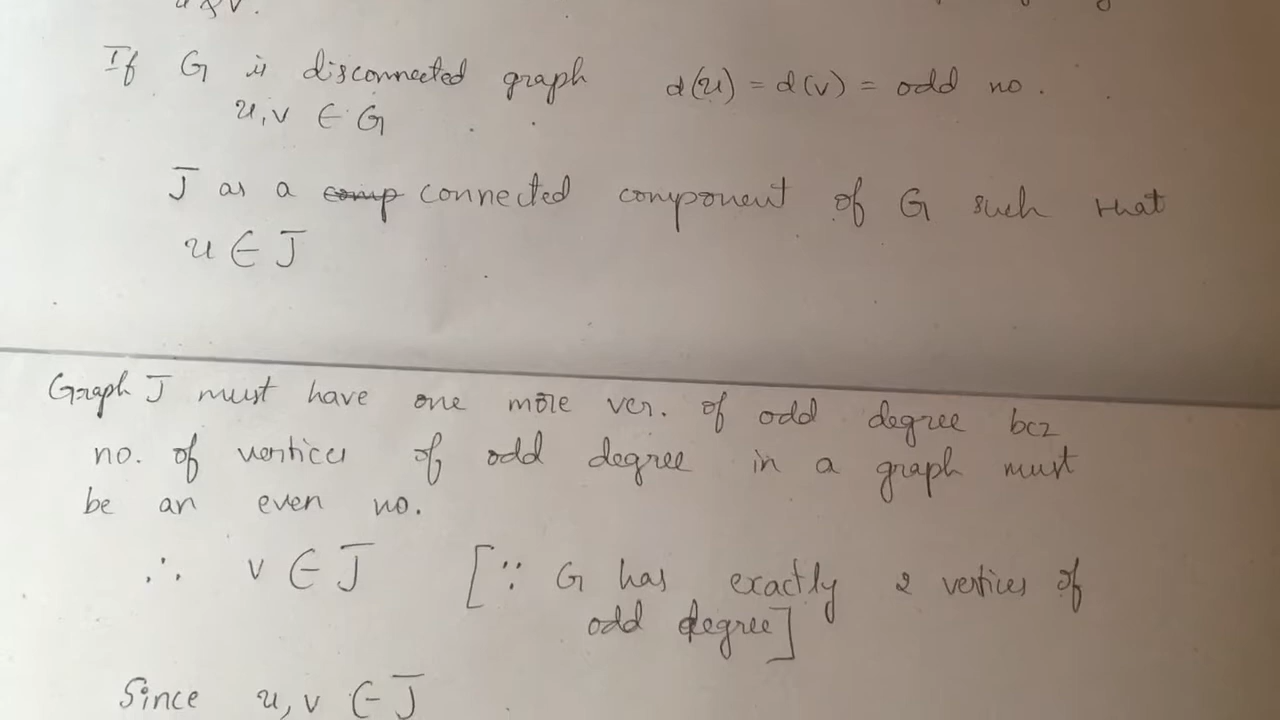 u & v.
If G is disconnected graph d(u) = d(v) = odd no.
u, v ∈ G
J as a comp connected component of G such that
u ∈ J
Graph J must have one more ver. of odd degree bcz
no. of vertices of odd degree in a graph must
be an even no.
∴ v ∈ J [∵ G has exactly 2 vertices of
odd degree]
Since u, v ∈ J